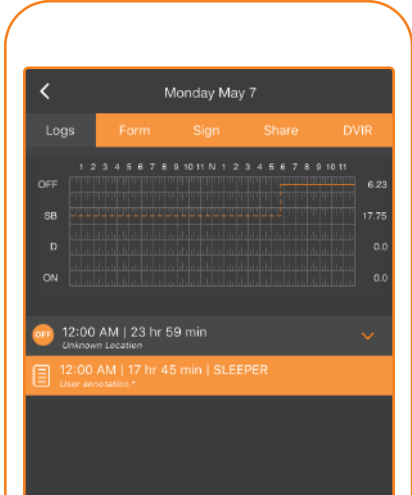 Monday May 7
Logs Form Sign Share DVIR
1 2 3 4 5 6 7 8 9 10 11 N 1 2 3 4 5 6 7 8 9 10 11
OFF 6.23
SB 17.75
D 0.0
ON 0.0
OFF 12:00 AM | 23 hr 59 min
Unknown Location
12:00 AM | 17 hr 45 min | SLEEPER
User annotation.*